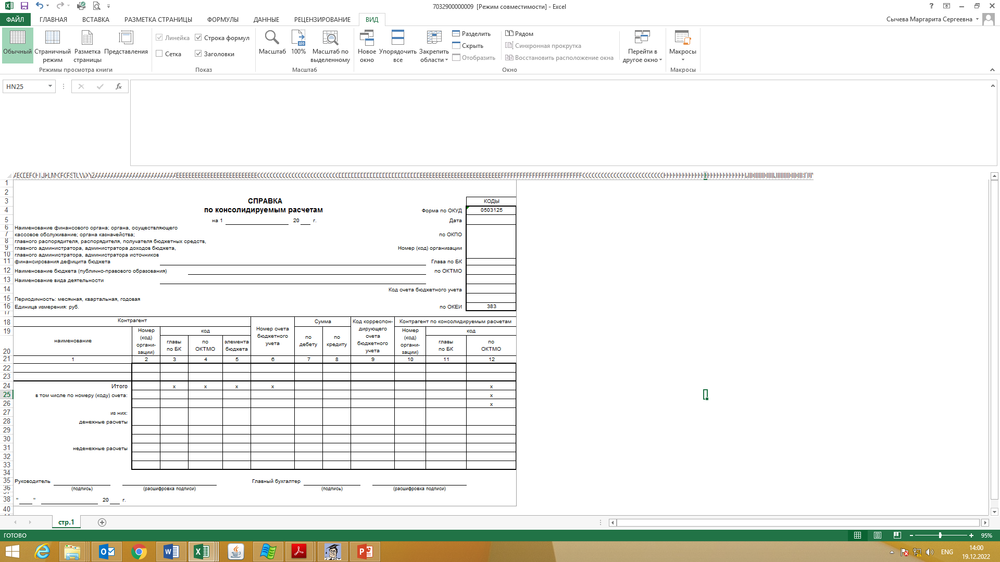 7032900000009 [Режим совместимости] - Excel
ФАЙЛ ГЛАВНАЯ ВСТАВКА РАЗМЕТКА СТРАНИЦЫ ФОРМУЛЫ ДАННЫЕ РЕЦЕНЗИРОВАНИЕ ВИД Сычева Маргарита Сергеевна
Обычный Страничный режим Разметка страницы Представления
Режимы просмотра книги
Линейка Строка формул
Сетка Заголовки
Показ
Масштаб 100% Масштаб по выделенному
Масштаб
Новое окно Упорядочить все Закрепить области
Разделить
Скрыть
Отобразить
Рядом
Синхронная прокрутка
Восстановить расположение окна
Перейти в другое окно
Окно
Макросы
Макросы
HN25
fx
СПРАВКА
по консолидируемым расчетам
на 1 20 г.
КОДЫ
Форма по ОКУД 0503125
Дата
Наименование финансового органа; органа, осуществляющего
кассовое обслуживание; органа казначейства; по ОКПО
главного распорядителя, распорядителя, получателя бюджетных средств,
главного администратора, администратора доходов бюджета, Номер (код) организации
главного администратора, администратора источников
финансирования дефицита бюджета Глава по БК
Наименование бюджета (публично-правового образования) по ОКТМО
Наименование вида деятельности
Код счета бюджетного учета
Периодичность: месячная, квартальная, годовая
Единица измерения: руб. по ОКЕИ 383
Контрагент
наименование
Номер (код) органи-зации)
код
главы по БК
по ОКТМО
элемента бюджета
Номер счета бюджетного учета
Сумма
по дебету
по кредиту
Код корреспон-дирующего счета бюджетного учета
Контрагент по консолидируемым расчетам
Номер (код) органи-зации)
код
главы по БК
по ОКТМО
1 2 3 4 5 6 7 8 9 10 11 12
Итого x x x x x
в том числе по номеру (коду) счета: x
x
из них:
денежные расчеты
неденежные расчеты
Руководитель Главный бухгалтер
(подпись) (расшифровка подписи) (подпись) (расшифровка подписи)
" " 20 г.
1
2
3
4
5
6
7
8
9
10
11
12
13
14
15
16
17
18
19
20
21
22
23
24
25
26
27
28
29
30
31
32
33
34
35
36
38
40
стр.1
ГОТОВО 95%
ENG 14:00
19.12.2022